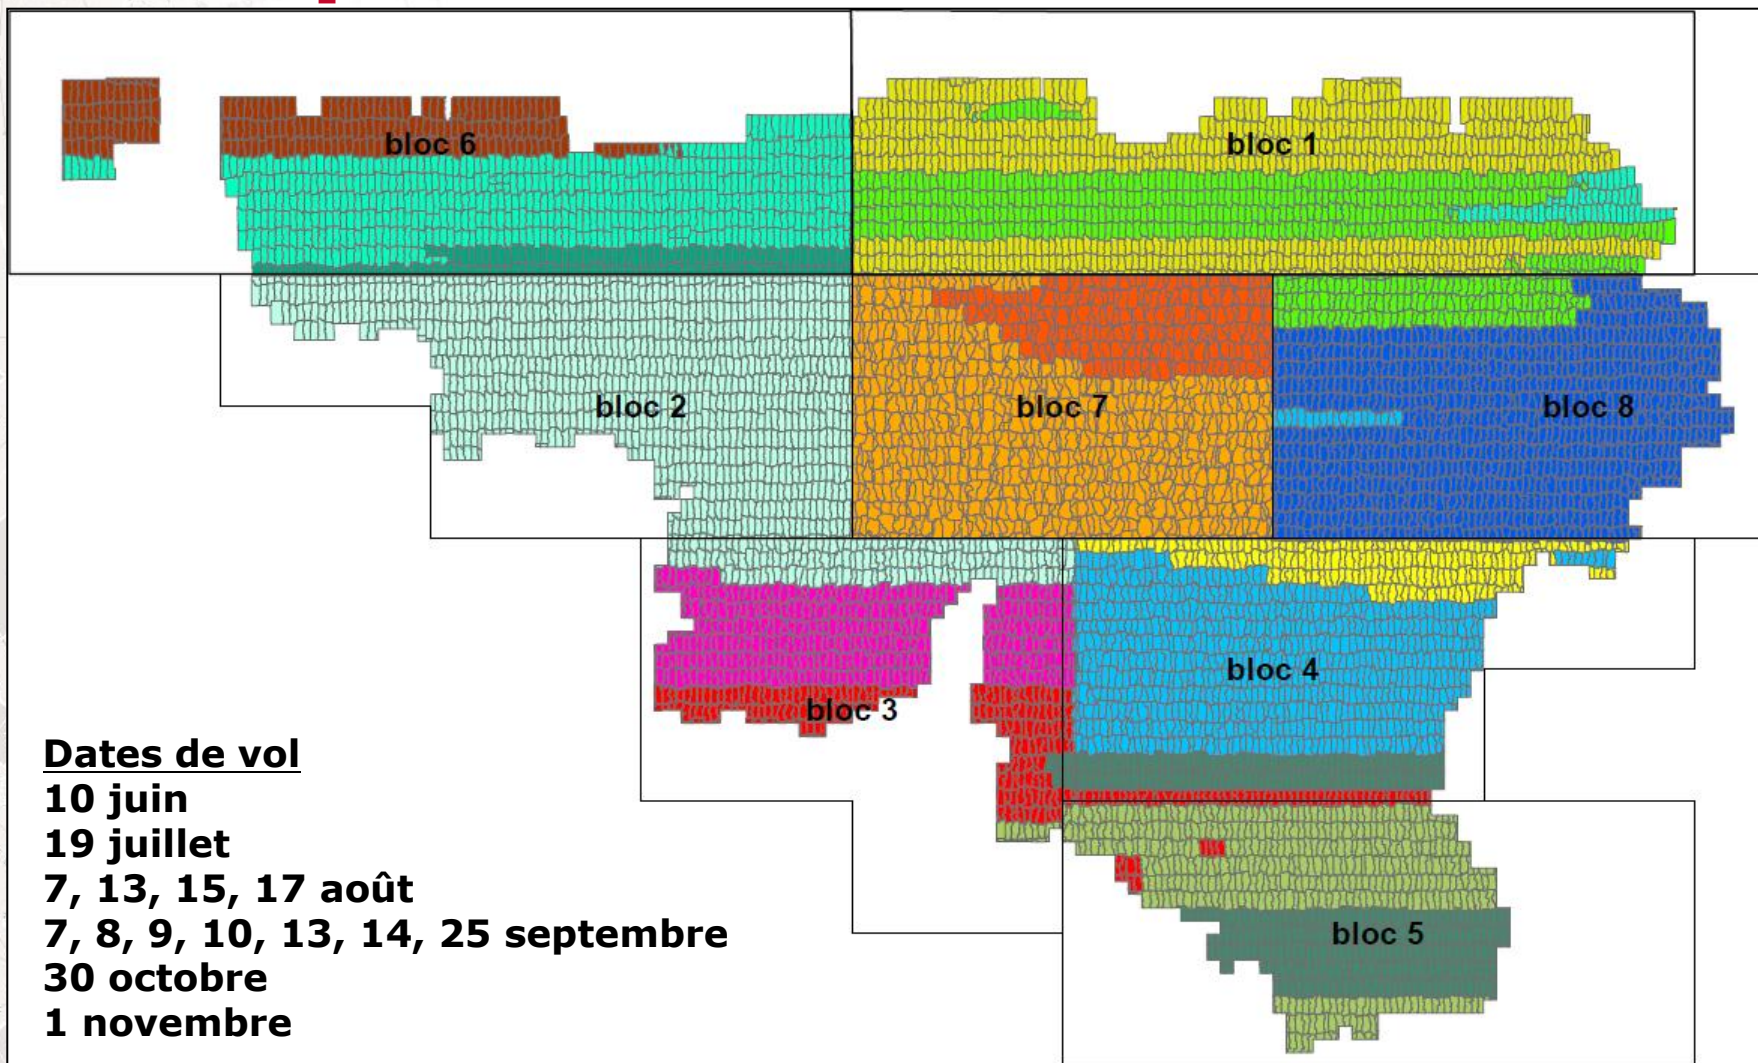 bloc 6
bloc 1
bloc 2
bloc 7
bloc 8
bloc 4
bloc 3
bloc 5
Dates de vol
10 juin
19 juillet
7, 13, 15, 17 août
7, 8, 9, 10, 13, 14, 25 septembre
30 octobre
1 novembre